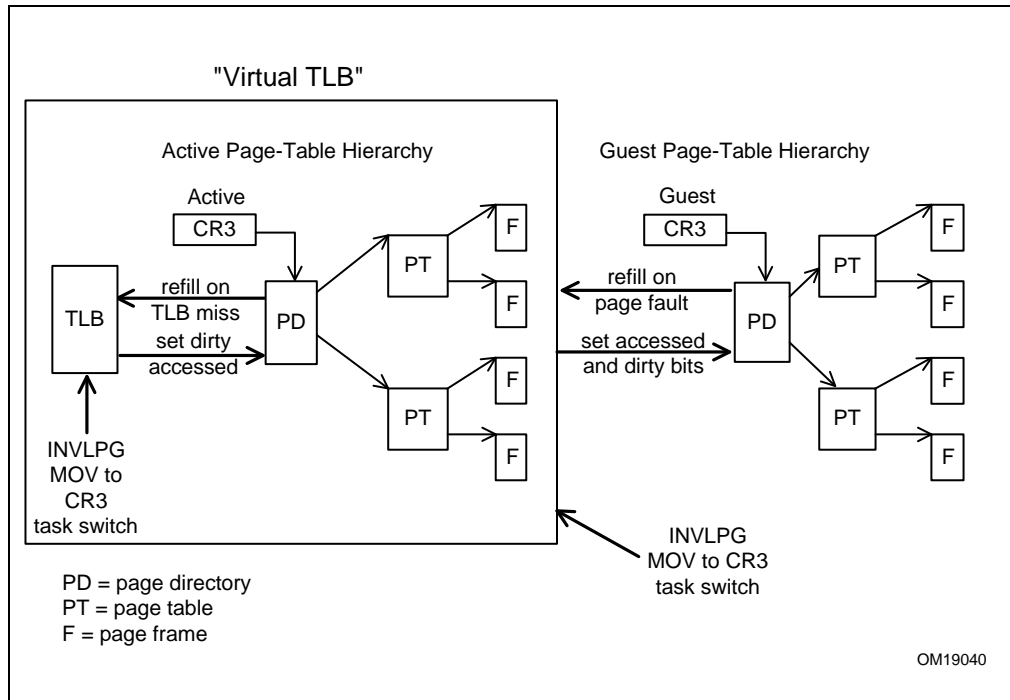 "Virtual TLB"
Active Page-Table Hierarchy
Guest Page-Table Hierarchy
Active
CR3
Guest
CR3
F
F
PT
PT
F
F
TLB
refill on
TLB miss
set dirty
accessed
PD
refill on
page fault
set accessed
and dirty bits
PD
F
F
PT
PT
F
F
INVLPG
MOV to
CR3
task switch
INVLPG
MOV to CR3
task switch
PD = page directory
PT = page table
F = page frame
OM19040